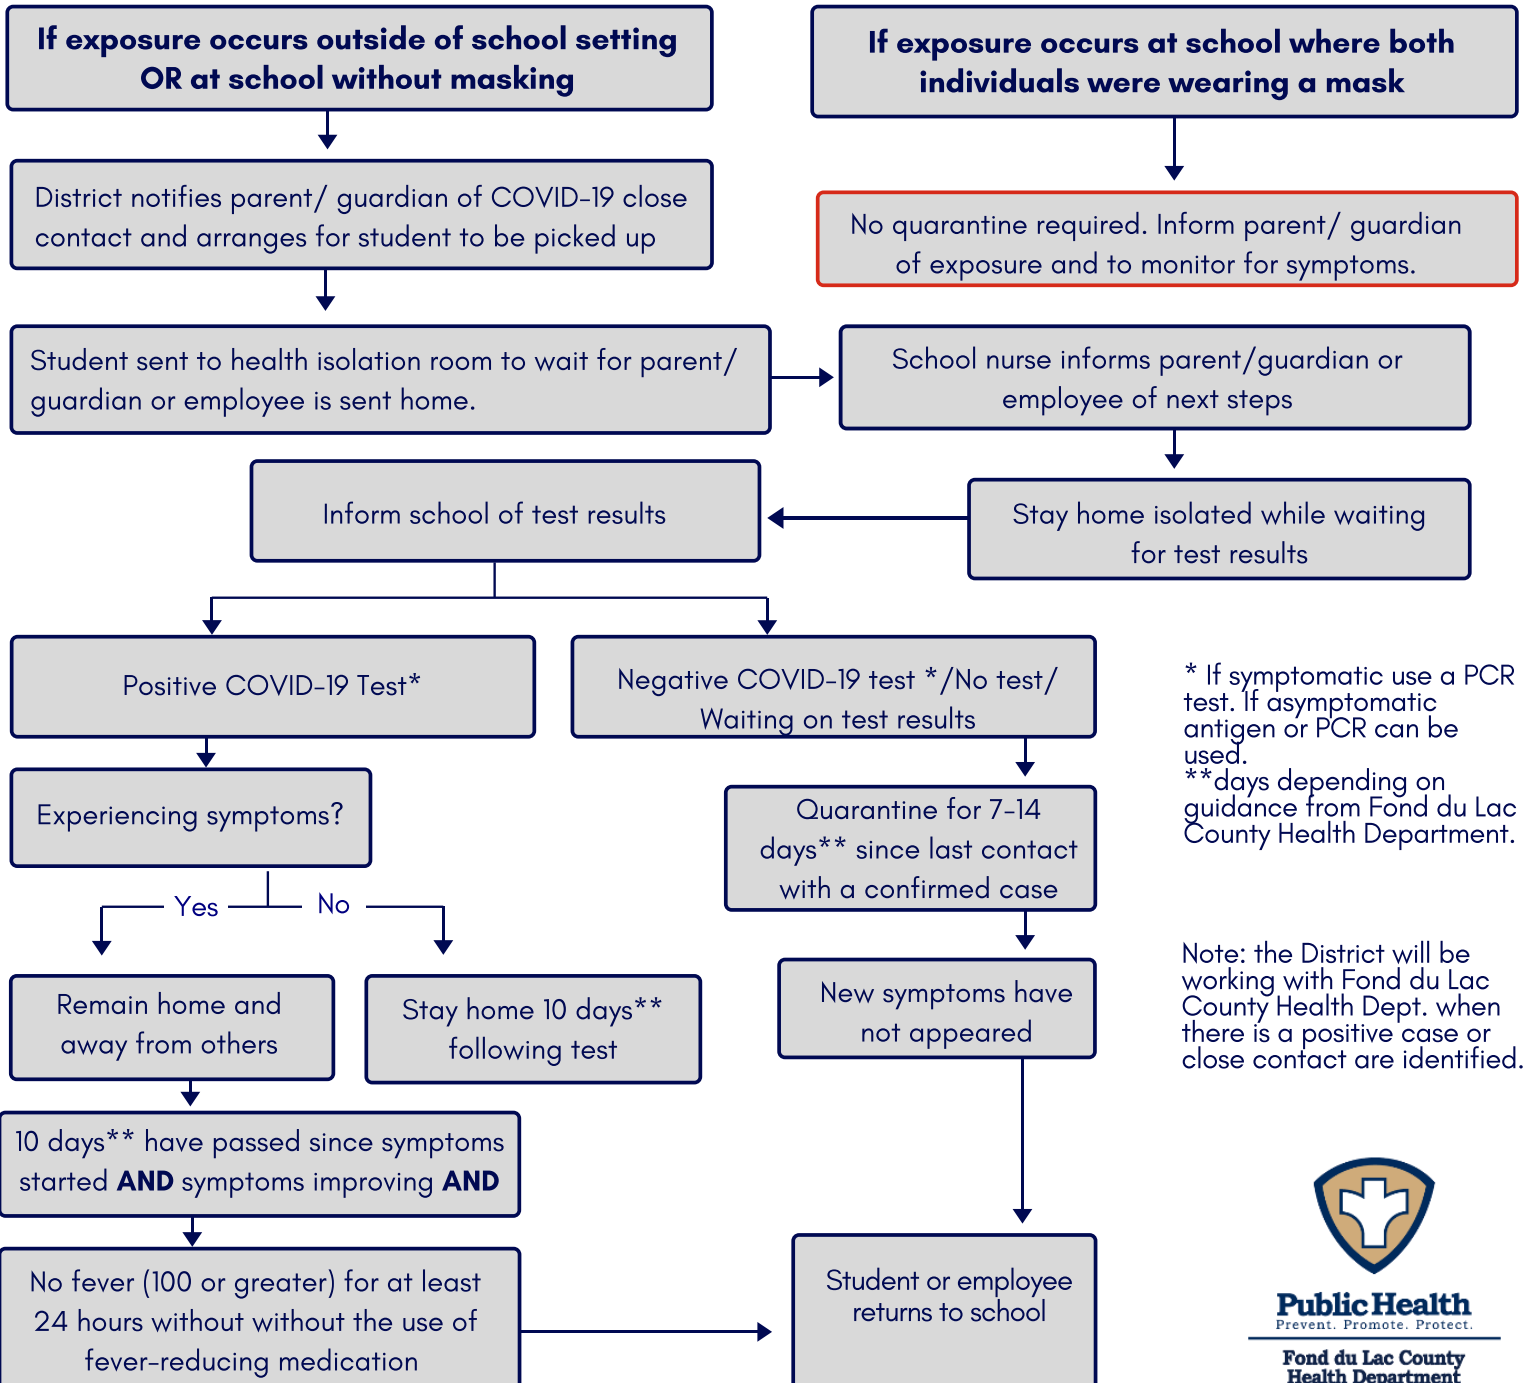 If exposure occurs outside of school setting
OR at school without masking
If exposure occurs at school where both
individuals were wearing a mask
District notifies parent/ guardian of COVID-19 close
contact and arranges for student to be picked up
No quarantine required. Inform parent/ guardian
of exposure and to monitor for symptoms.
Student sent to health isolation room to wait for parent/
guardian or employee is sent home.
School nurse informs parent/guardian or
employee of next steps
Stay home isolated while waiting
for test results
Inform school of test results
Positive COVID-19 Test*
Negative COVID-19 test */No test/
Waiting on test results
* If symptomatic use a PCR
test. If asymptomatic
antigen or PCR can be
used.
**days depending on
guidance from Fond du Lac
County Health Department.
Experiencing symptoms?
Quarantine for 7-14
days** since last contact
with a confirmed case
Yes
No
Remain home and
away from others
Stay home 10 days**
following test
New symptoms have
not appeared
Note: the District will be
working with Fond du Lac
County Health Dept. when
there is a positive case or
close contact are identified.
10 days** have passed since symptoms
started AND symptoms improving AND
No fever (100 or greater) for at least
24 hours without without the use of
fever-reducing medication
Student or employee
returns to school
Public Health
Prevent. Promote. Protect.
Fond du Lac County
Health Department